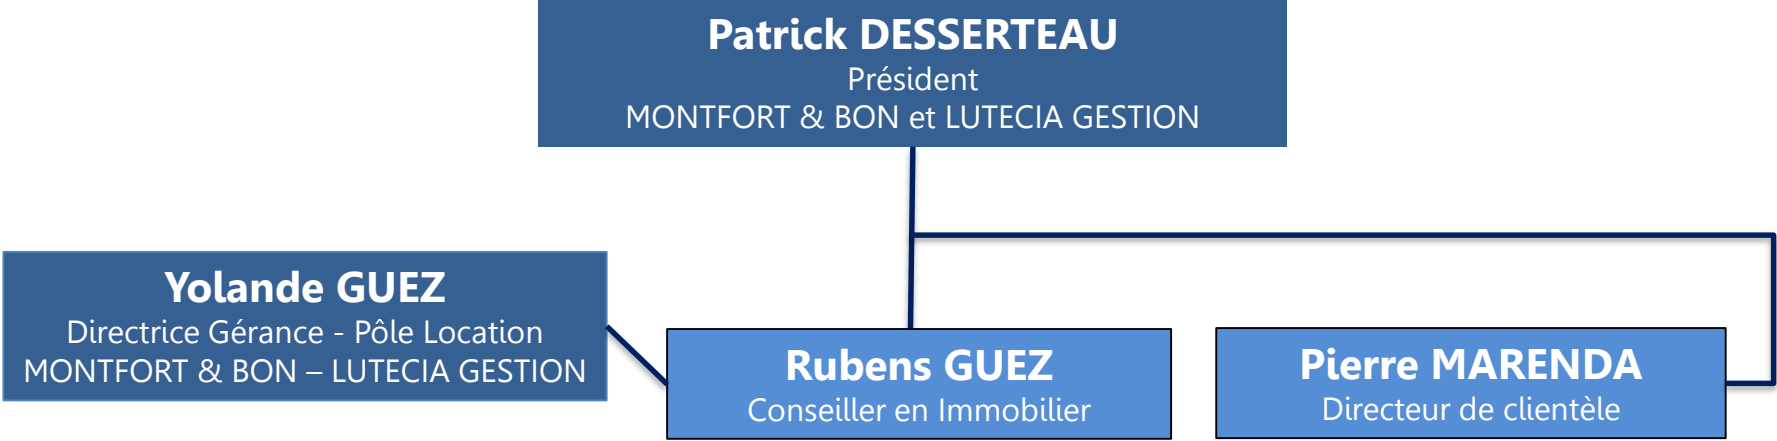 Patrick DESSERTEAU
Président
MONTFORT & BON et LUTECIA GESTION
Yolande GUEZ
Directrice Gérance - Pôle Location
MONTFORT & BON – LUTECIA GESTION
Rubens GUEZ
Conseiller en Immobilier
Pierre MARENDA
Directeur de clientèle